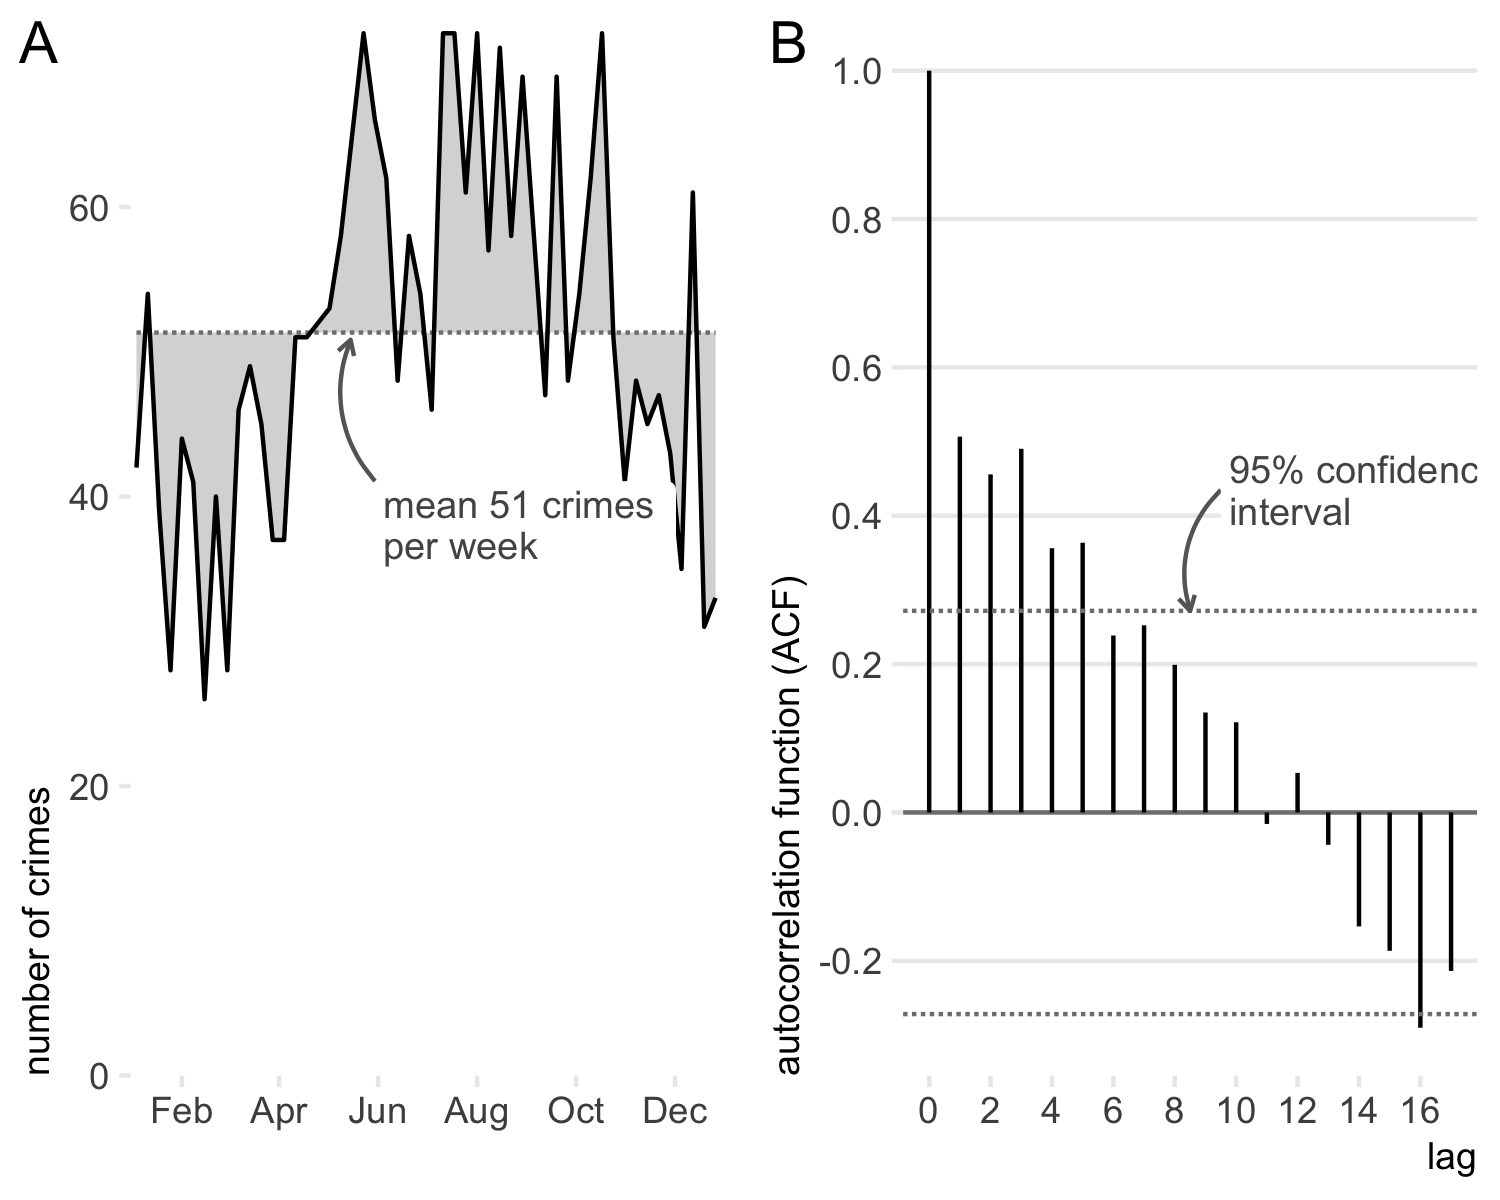 A
60
40
20
0
number of crimes
mean 51 crimes
per week
Feb Apr Jun Aug Oct Dec
B
1.0
0.8
0.6
0.4
0.2
0.0
-0.2
autocorrelation function (ACF)
95% confidenc
interval
0 2 4 6 8 10 12 14 16
lag